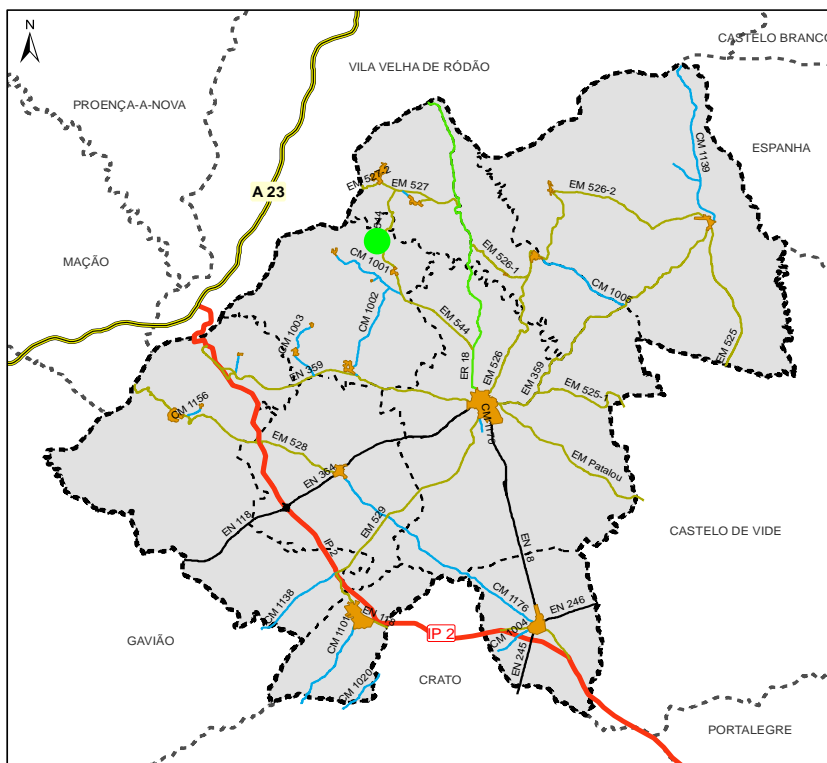 N
CASTELO BRANCO
VILA VELHA DE RÓDÃO
PROENÇA-A-NOVA
ESPANHA
CM 1139
EM 527-2
EM 527
EM 526-2
A 23
MAÇÃO
CM 1001
EM 526-1
CM 1002
CM 1005
CM 1003
EM 544
EN 359
ER 18
EM 526
EM 359
EM 525
EM 525-1
CM 1156
CM 1176
EM 528
EN 364
EM Patalou
EN 118
EM 529
IP 2
EN 18
CASTELO DE VIDE
CM 1138
CM 1176
EN 246
GAVIÃO
CM 1101
EN 118
IP 2
CM 1004
EN 245
CM 1020
CRATO
PORTALEGRE